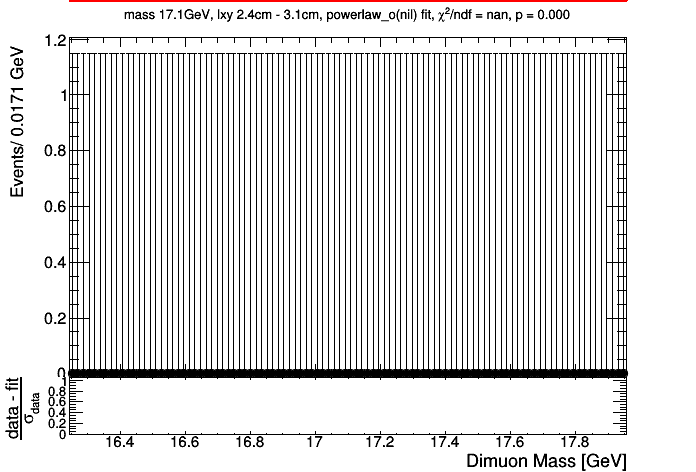 mass 17.1GeV, lxy 2.4cm - 3.1cm, powerlaw_o(nil) fit, χ²/ndf = nan, p = 0.000
Events/ 0.0171 GeV
1.2
1
0.8
0.6
0.4
0.2
0
data - fit
σdata
1
0.8
0.6
0.4
0.2
0
16.4 16.6 16.8 17 17.2 17.4 17.6 17.8
Dimuon Mass [GeV]